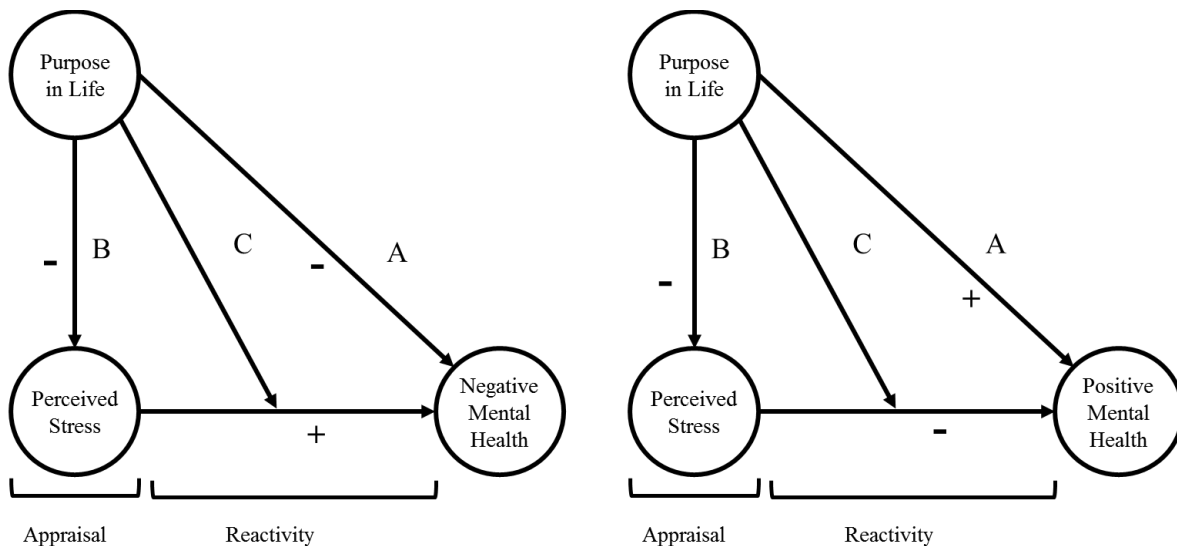 Purpose
in Life
B
-
C
-
A
Perceived
Stress
+
Negative
Mental
Health
Appraisal
Reactivity
Purpose
in Life
B
-
C
A
+
Perceived
Stress
-
Positive
Mental
Health
Appraisal
Reactivity